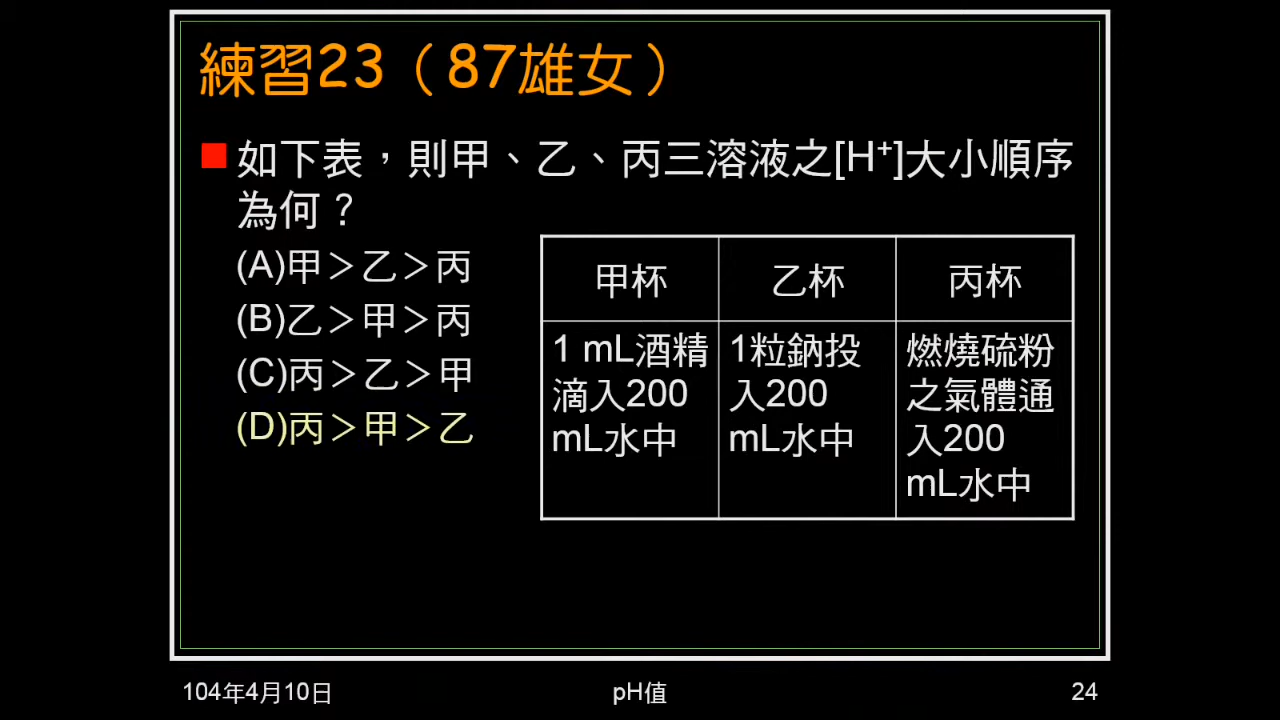 練習23（87雄女）
如下表，則甲、乙、丙三溶液之[H⁺]大小順序
為何？
(A)甲＞乙＞丙
(B)乙＞甲＞丙
(C)丙＞乙＞甲
(D)丙＞甲＞乙
甲杯
乙杯
丙杯
1 mL酒精
滴入200
mL水中
1粒鈉投
入200
mL水中
燃燒硫粉
之氣體通
入200
mL水中
104年4月10日
pH值
24